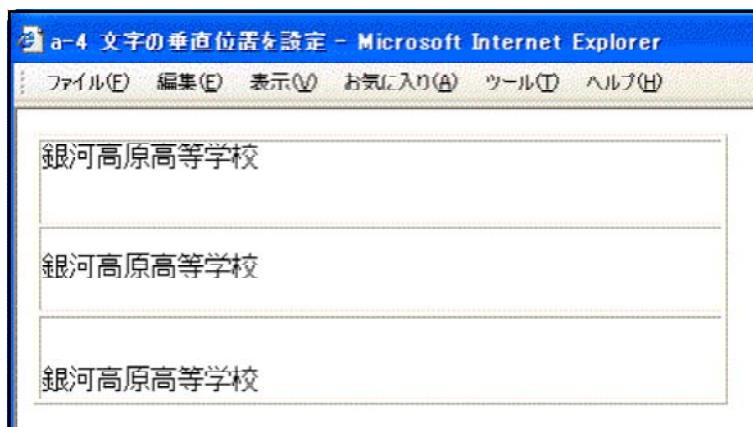 a-4 文字の垂直位置を設定 - Microsoft Internet Explorer
ファイル(F) 編集(E) 表示(V) お気に入り(A) ツール(T) ヘルプ(H)
銀河高原高等学校
銀河高原高等学校
銀河高原高等学校